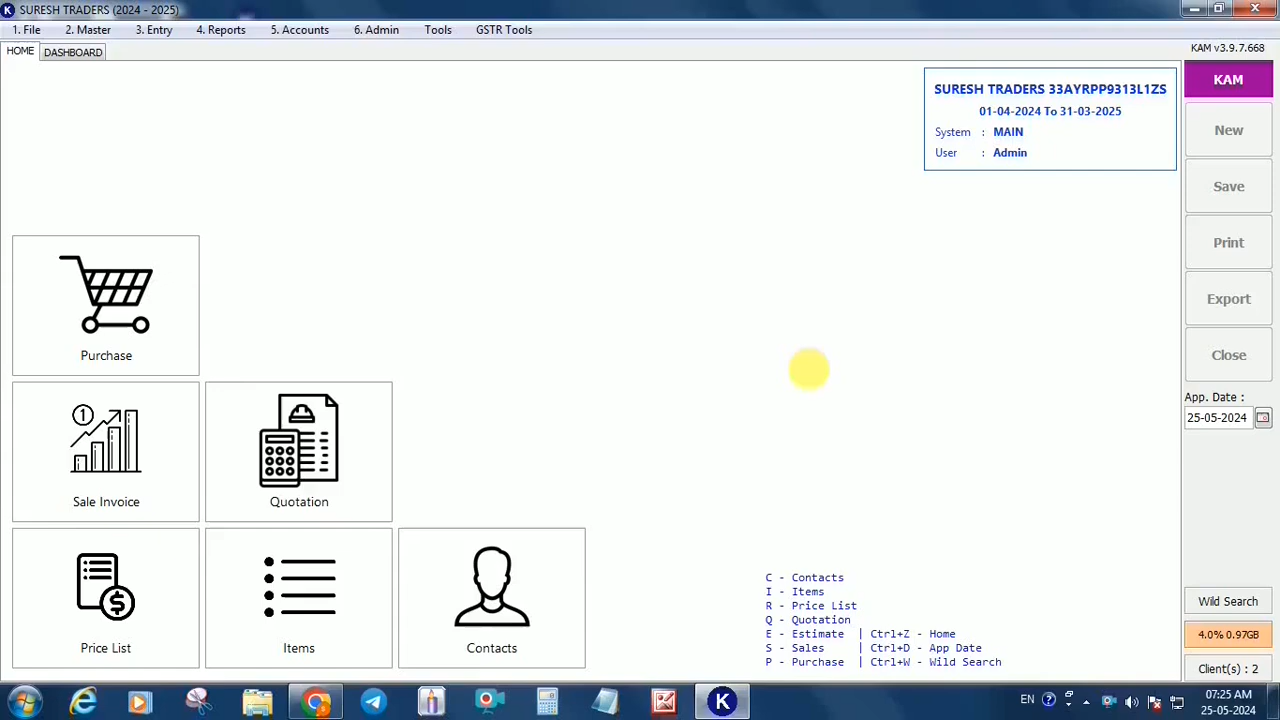 SURESH TRADERS (2024 - 2025)
1. File 2. Master 3. Entry 4. Reports 5. Accounts 6. Admin Tools GSTR Tools
HOME DASHBOARD
KAM v3.9.7.668
SURESH TRADERS 33AYRPP9313L1ZS
01-04-2024 To 31-03-2025
System : MAIN
User : Admin
KAM
New
Save
Print
Export
Close
App. Date :
25-05-2024
Purchase
1
Sale Invoice
Quotation
$
Price List
Items
Contacts
C - Contacts
I - Items
R - Price List
Q - Quotation
E - Estimate | Ctrl+Z - Home
S - Sales | Ctrl+D - App Date
P - Purchase | Ctrl+W - Wild Search
Wild Search
4.0% 0.97GB
Client(s) : 2
K
EN
07:25 AM
25-05-2024